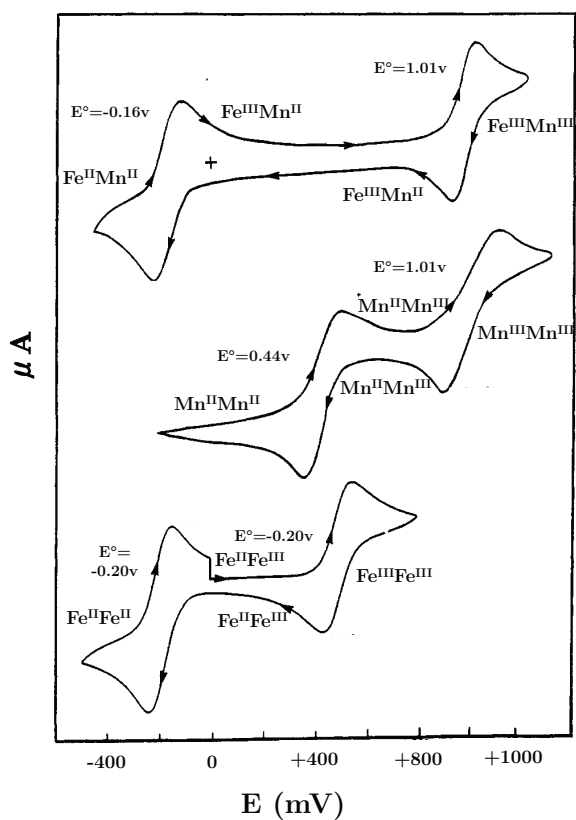 E°=1.01v
E°=-0.16v
Fe^III Mn^II
Fe^III Mn^III
Fe^II Mn^II
Fe^III Mn^II
E°=1.01v
Mn^II Mn^III
Mn^III Mn^III
E°=0.44v
Mn^II Mn^III
Mn^II Mn^II
μ A
E°=-0.20v
E°=
-0.20v
Fe^II Fe^III
Fe^III Fe^III
Fe^II Fe^II
Fe^II Fe^III
-400 0 +400 +800 +1000
E (mV)